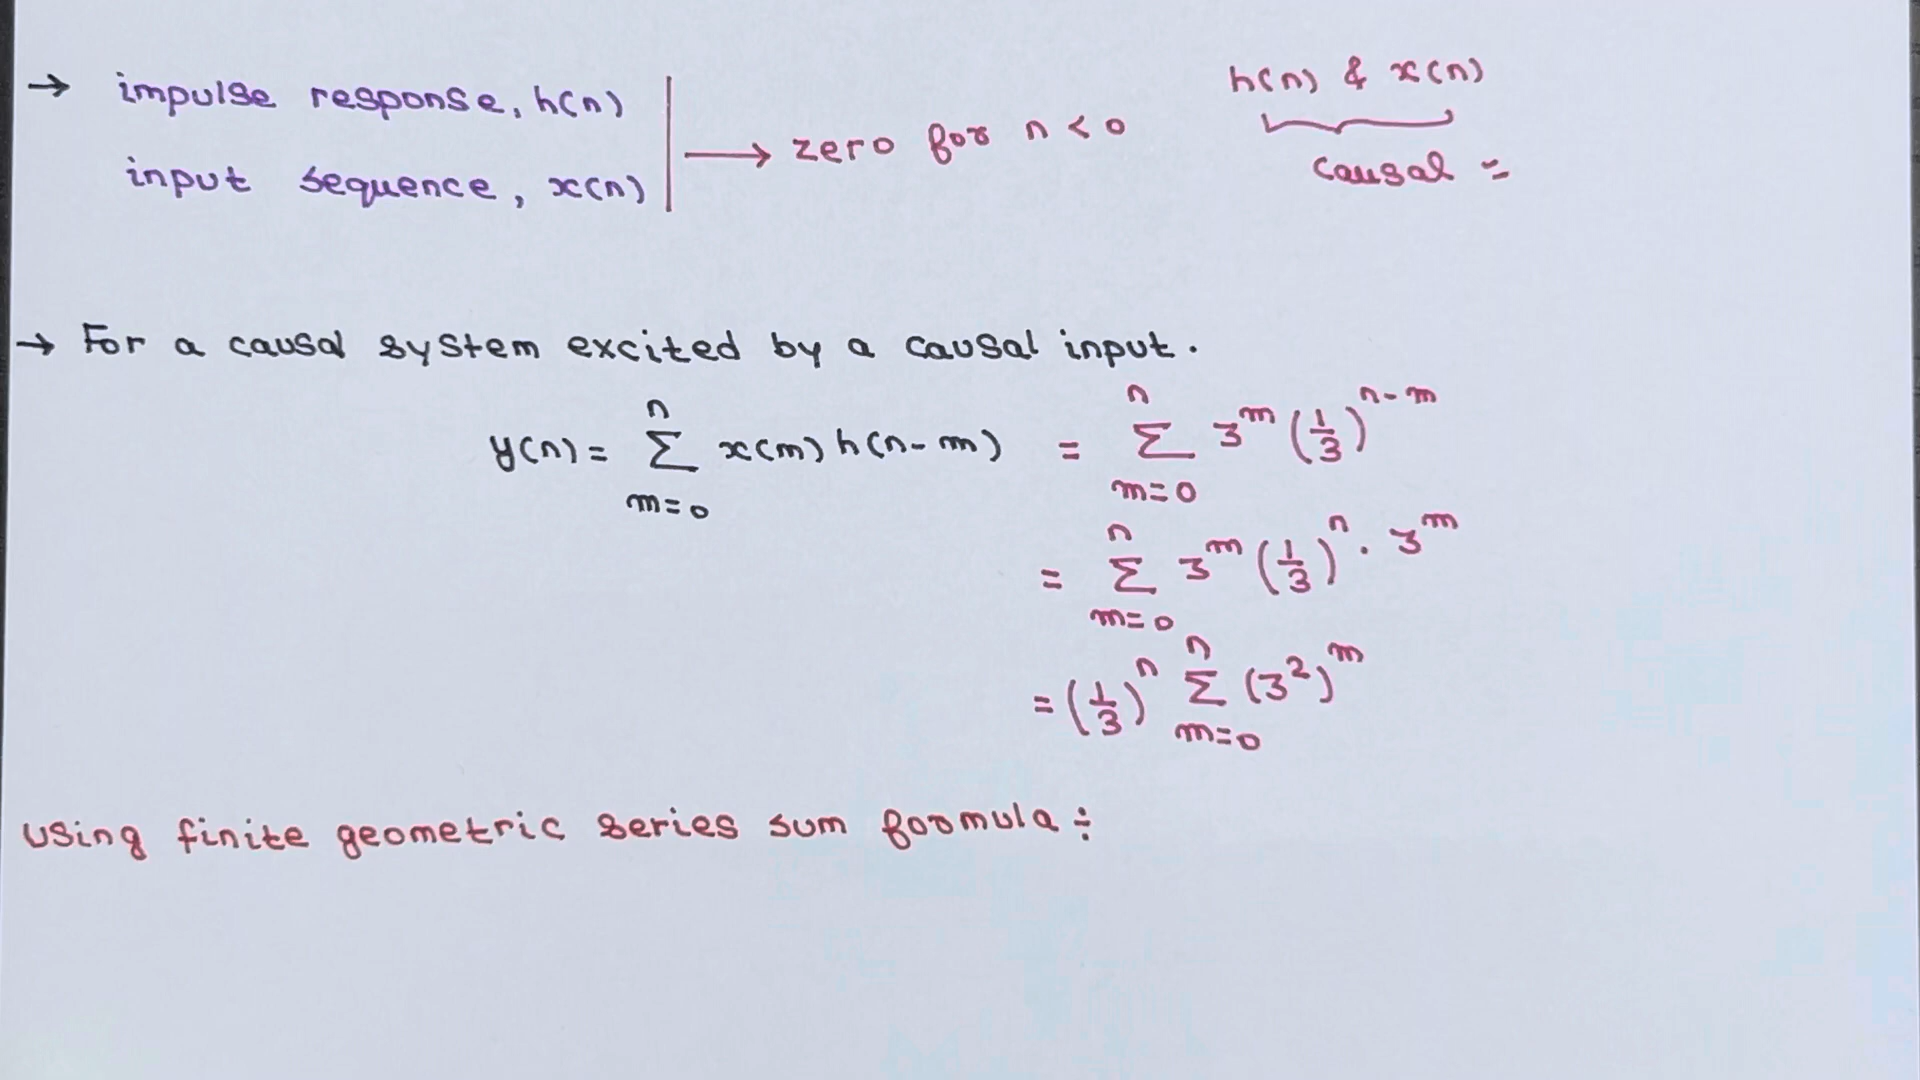 → impulse response, h(n)
input sequence, x(n)
→ zero for n < 0
h(n) & x(n)
causal =
→ For a causal system excited by a causal input.
y(n) = Σ_{m=0}^{n} x(m) h(n-m) = Σ_{m=0}^{n} 3^m (1/3)^{n-m}
= Σ_{m=0}^{n} 3^m (1/3)^n . 3^m
= (1/3)^n Σ_{m=0}^{n} (3^2)^m
using finite geometric series sum formula ÷